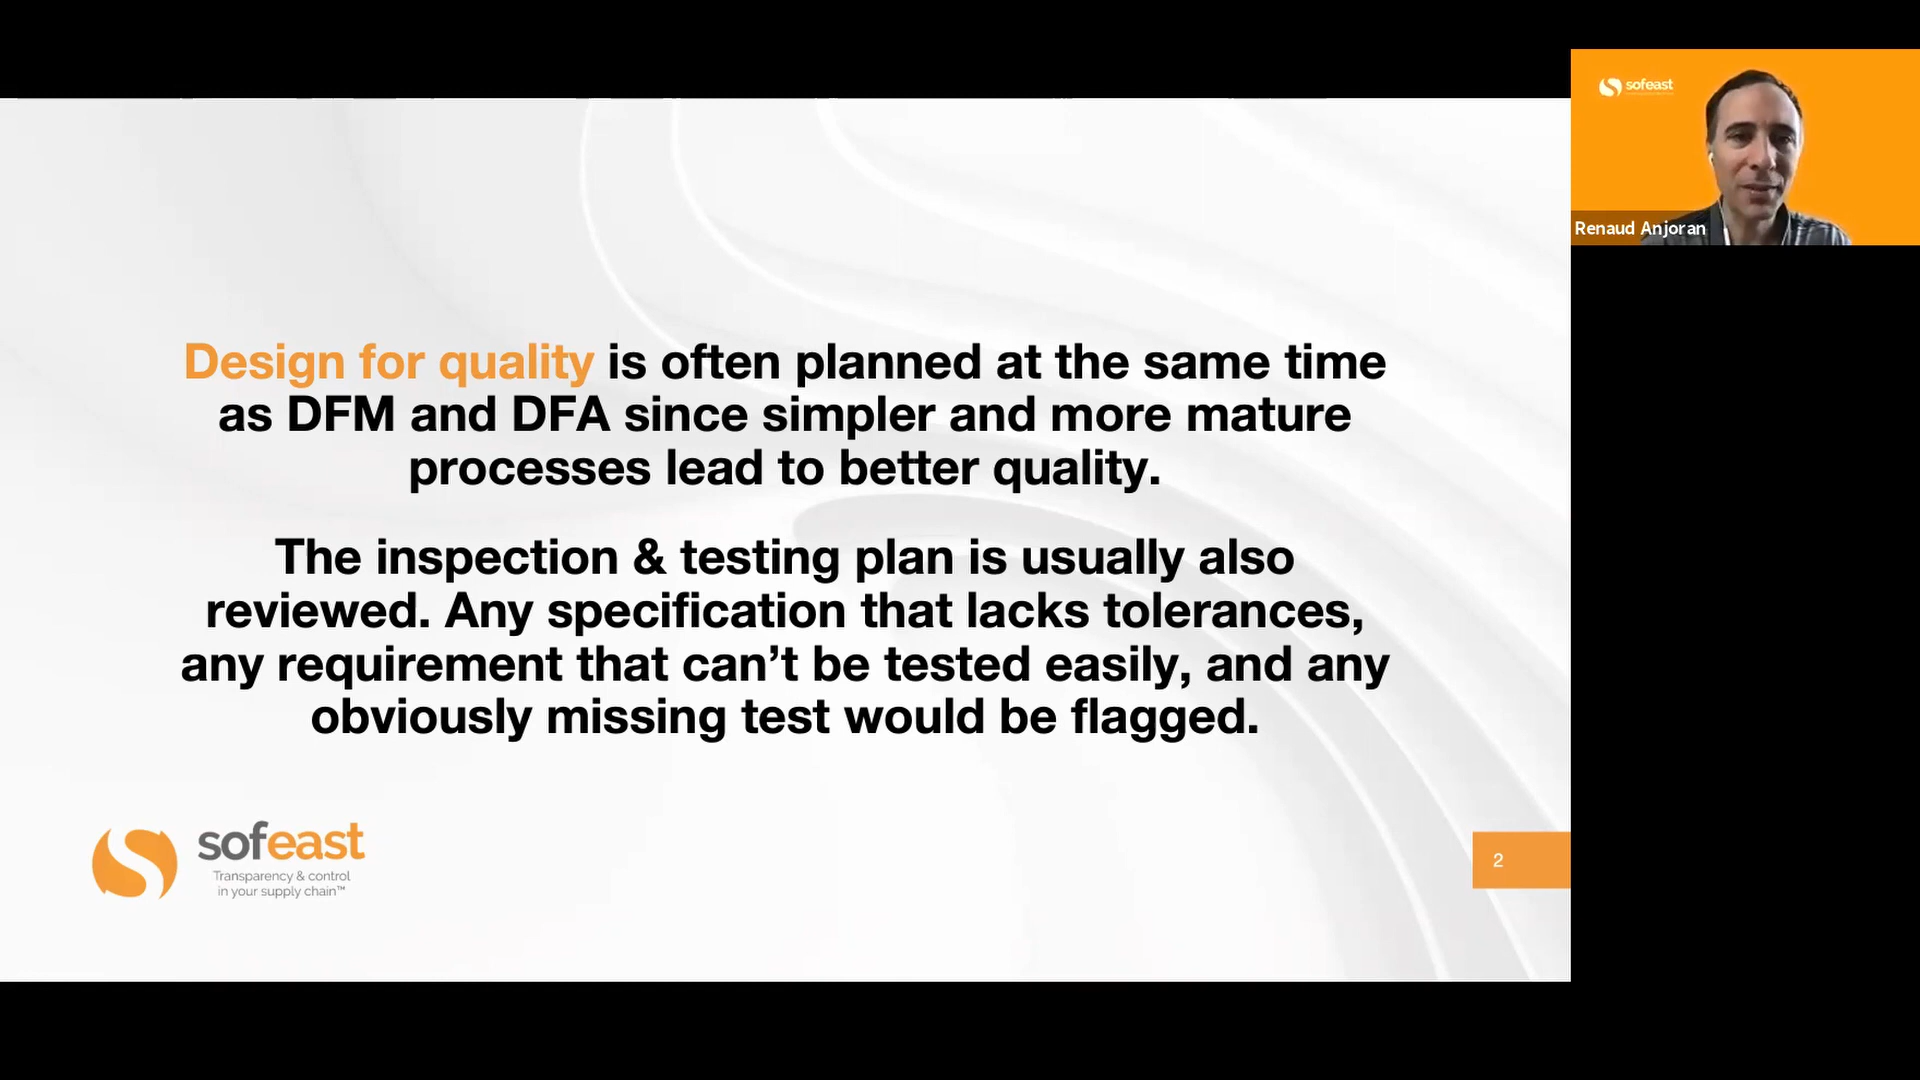 sofeast
Renaud Anjoran
Design for quality is often planned at the same time
as DFM and DFA since simpler and more mature
processes lead to better quality.
The inspection & testing plan is usually also
reviewed. Any specification that lacks tolerances,
any requirement that can’t be tested easily, and any
obviously missing test would be flagged.
sofeast
Transparency & control
in your supply chain™
2